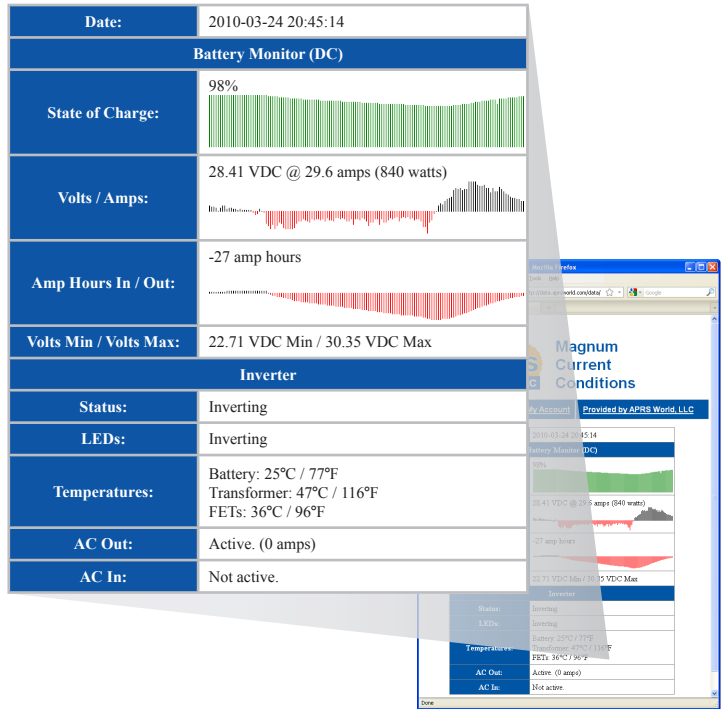 Date: 2010-03-24 20:45:14
Battery Monitor (DC)
State of Charge: 98%
Volts / Amps: 28.41 VDC @ 29.6 amps (840 watts)
Amp Hours In / Out: -27 amp hours
Volts Min / Volts Max: 22.71 VDC Min / 30.35 VDC Max
Inverter
Status: Inverting
LEDs: Inverting
Temperatures: Battery: 25°C / 77°F
Transformer: 47°C / 116°F
FETs: 36°C / 96°F
AC Out: Active. (0 amps)
AC In: Not active.
Mozilla Firefox
Tools Help
data.aprsworld.com/data/
Google
Magnum
Current
Conditions
My Account Provided by APRS World, LLC
2010-03-24 20:45:14
Battery Monitor (DC)
98%
28.41 VDC @ 29.6 amps (840 watts)
-27 amp hours
22.71 VDC Min / 30.35 VDC Max
Inverter
Status: Inverting
LEDs: Inverting
Temperatures: Battery: 25°C / 77°F
Transformer: 47°C / 116°F
FETs: 36°C / 96°F
AC Out: Active. (0 amps)
AC In: Not active.
Done